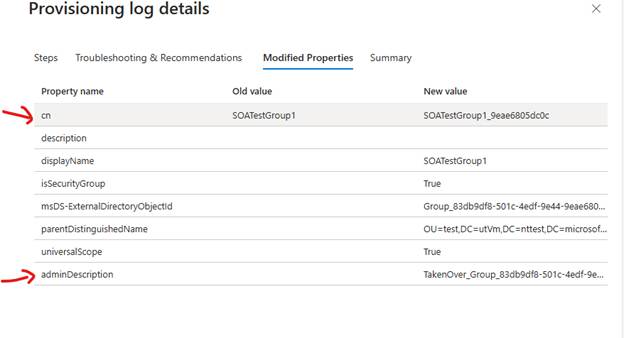 Provisioning log details
Steps Troubleshooting & Recommendations Modified Properties Summary
Property name Old value New value
cn SOATestGroup1 SOATestGroup1_9eae6805dc0c
description
displayName SOATestGroup1
isSecurityGroup True
msDS-ExternalDirectoryObjectId Group_83db9df8-501c-4edf-9e44-9eae680...
parentDistinguishedName OU=test,DC=utVm,DC=nttest,DC=microsof...
universalScope True
adminDescription TakenOver_Group_83db9df8-501c-4edf-9e...